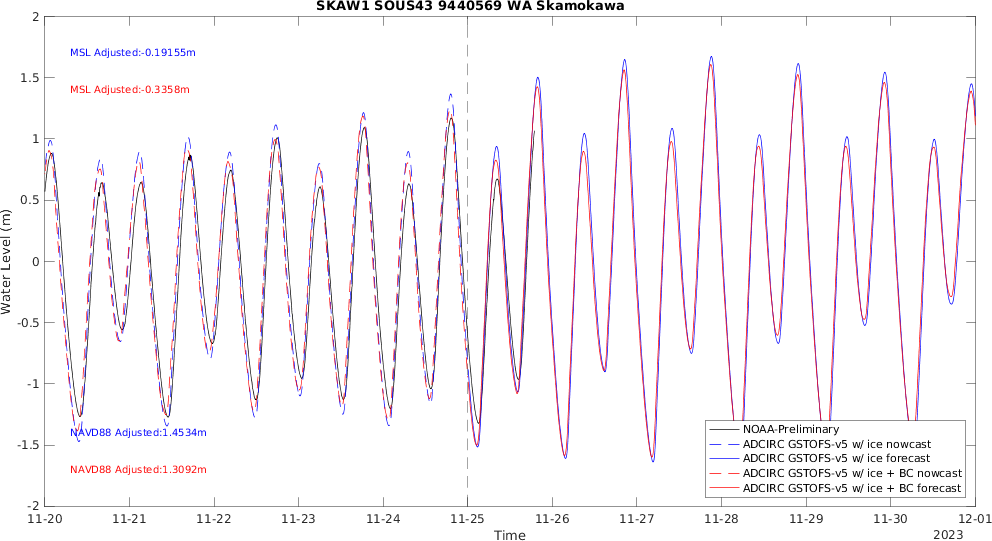 SKAW1 SOUS43 9440569 WA Skamokawa
Water Level (m)
2
1.5
1
0.5
0
-0.5
-1
-1.5
-2
MSL Adjusted:-0.19155m
MSL Adjusted:-0.3358m
NAVD88 Adjusted:1.4534m
NAVD88 Adjusted:1.3092m
NOAA-Preliminary
ADCIRC GSTOFS-v5 w/ ice nowcast
ADCIRC GSTOFS-v5 w/ ice forecast
ADCIRC GSTOFS-v5 w/ ice + BC nowcast
ADCIRC GSTOFS-v5 w/ ice + BC forecast
11-20 11-21 11-22 11-23 11-24 11-25 11-26 11-27 11-28 11-29 11-30 12-01
Time
2023